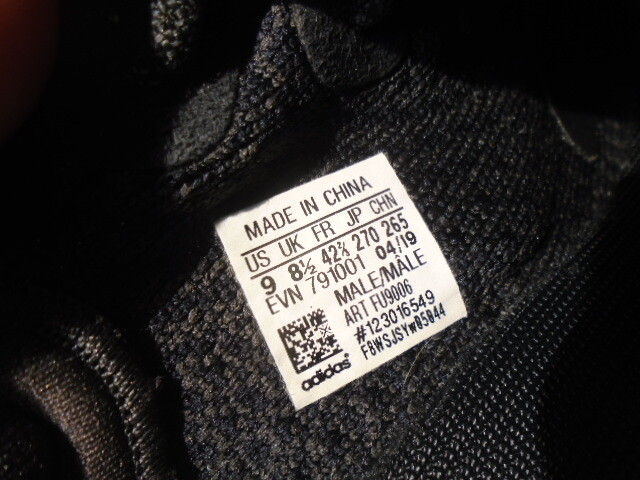 MADE IN CHINA
US UK FR JP CHN
9 8½ 42⅔ 270 265
EVN 791001 04/19
MALE/MÂLE
ART FU9006
#123016549
F8WSJSYW85044
adidas®